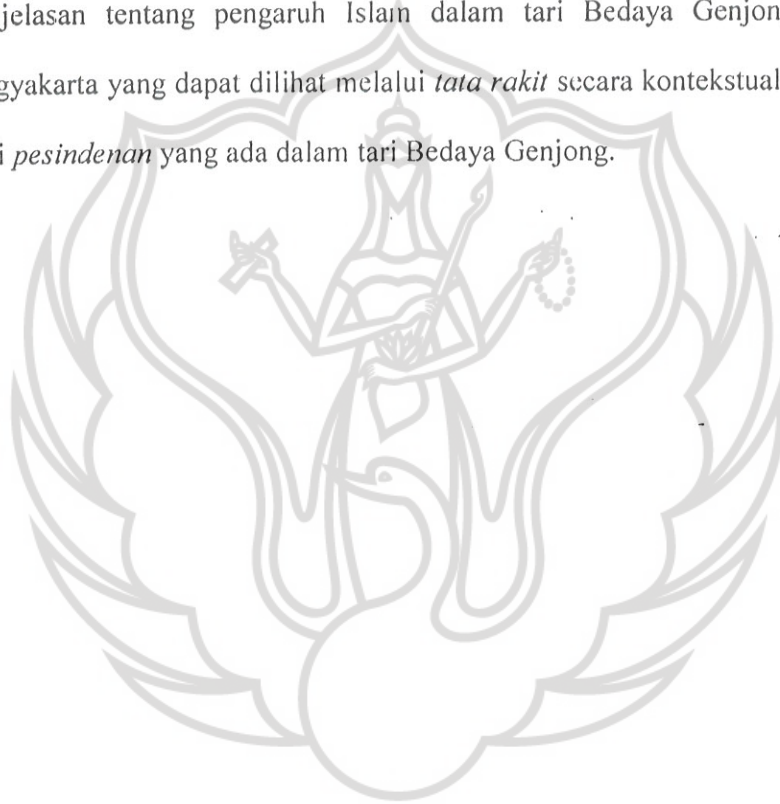 jelasan tentang pengaruh Islam dalam tari Bedaya Genjon
gyakarta yang dapat dilihat melalui tata rakit secara kontekstual
i pesindenan yang ada dalam tari Bedaya Genjong.